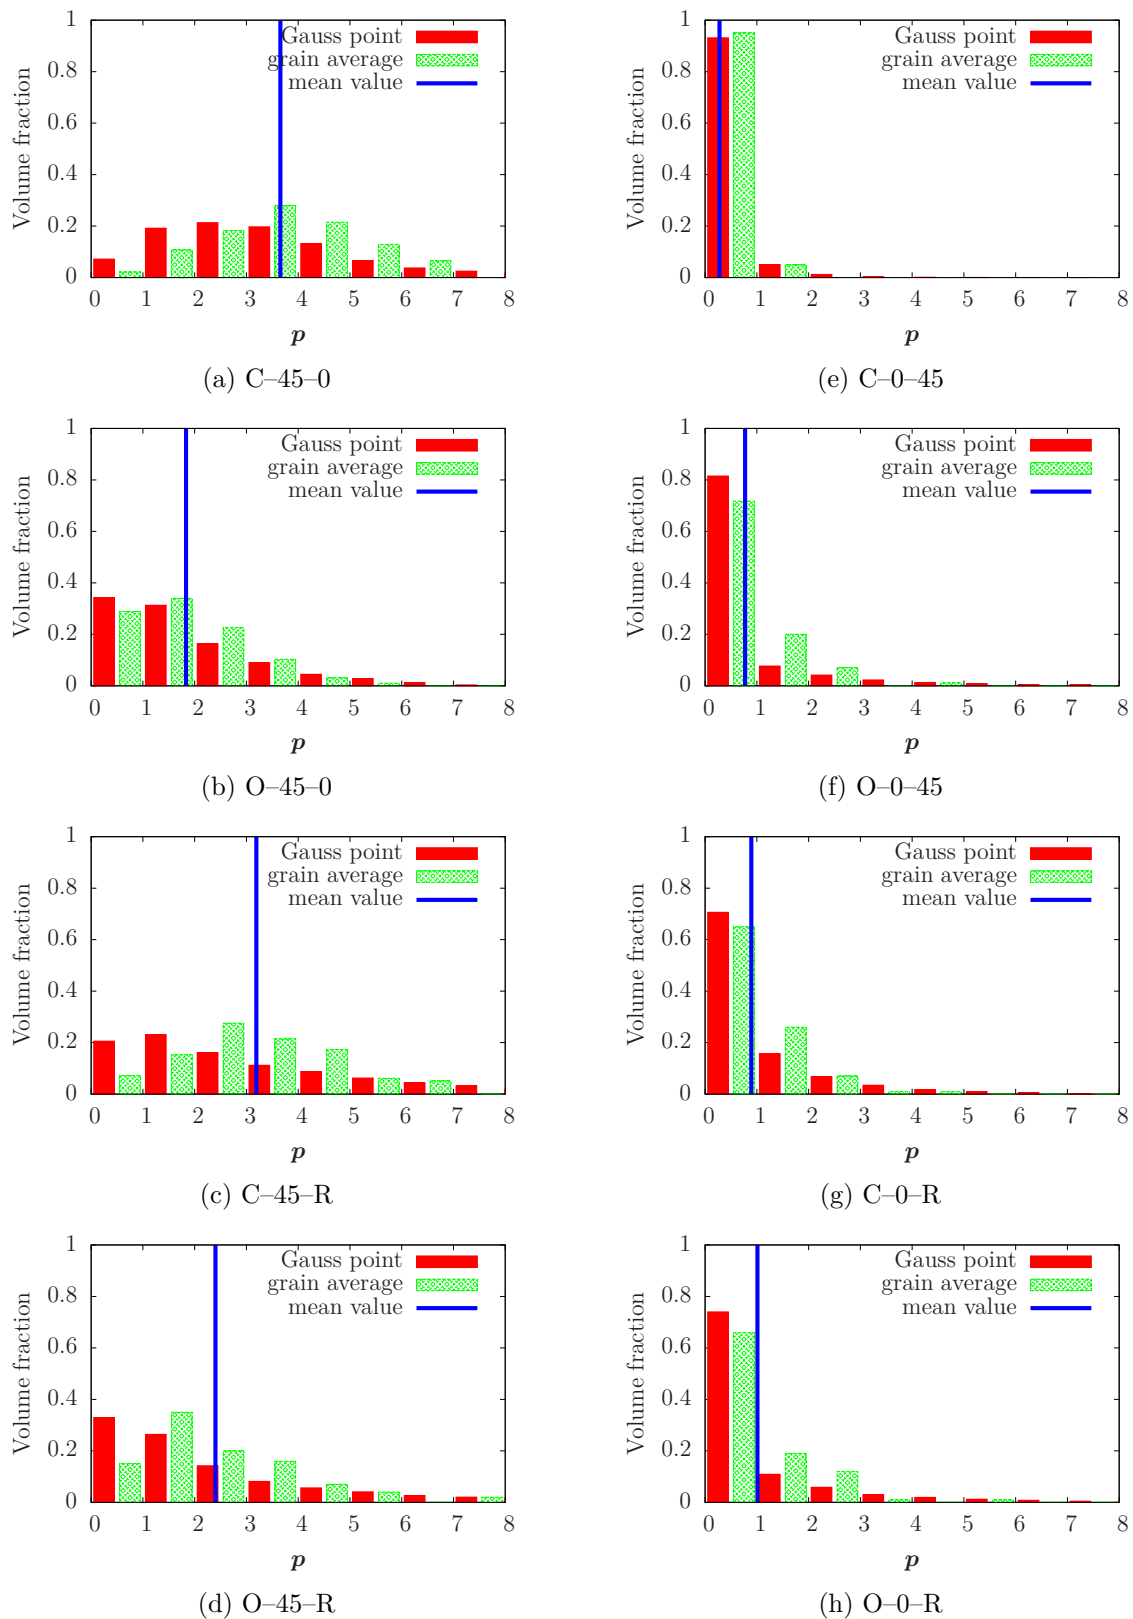 1
0.8
0.6
0.4
0.2
0
0 1 2 3 4 5 6 7 8
Volume fraction
p
Gauss point
grain average
mean value
(a) C–45–0
1
0.8
0.6
0.4
0.2
0
0 1 2 3 4 5 6 7 8
Volume fraction
p
Gauss point
grain average
mean value
(e) C–0–45
1
0.8
0.6
0.4
0.2
0
0 1 2 3 4 5 6 7 8
Volume fraction
p
Gauss point
grain average
mean value
(b) O–45–0
1
0.8
0.6
0.4
0.2
0
0 1 2 3 4 5 6 7 8
Volume fraction
p
Gauss point
grain average
mean value
(f) O–0–45
1
0.8
0.6
0.4
0.2
0
0 1 2 3 4 5 6 7 8
Volume fraction
p
Gauss point
grain average
mean value
(c) C–45–R
1
0.8
0.6
0.4
0.2
0
0 1 2 3 4 5 6 7 8
Volume fraction
p
Gauss point
grain average
mean value
(g) C–0–R
1
0.8
0.6
0.4
0.2
0
0 1 2 3 4 5 6 7 8
Volume fraction
p
Gauss point
grain average
mean value
(d) O–45–R
1
0.8
0.6
0.4
0.2
0
0 1 2 3 4 5 6 7 8
Volume fraction
p
Gauss point
grain average
mean value
(h) O–0–R